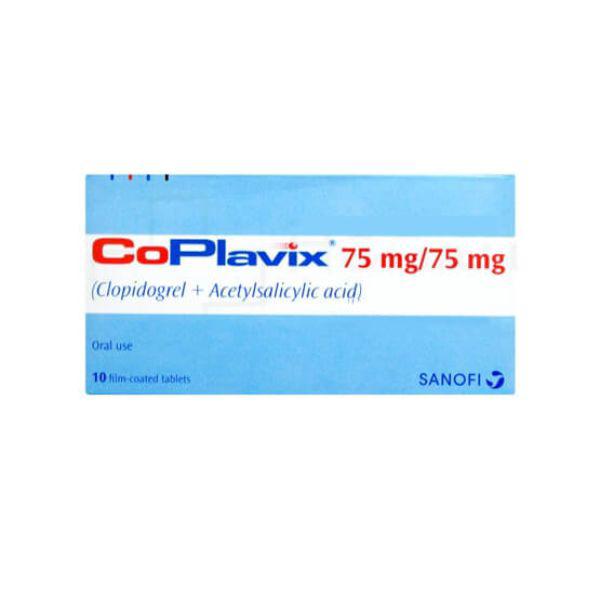 CoPlavix® 75 mg/75 mg
(Clopidogrel + Acetylsalicylic acid)
Oral use
10 film-coated tablets
SANOFI